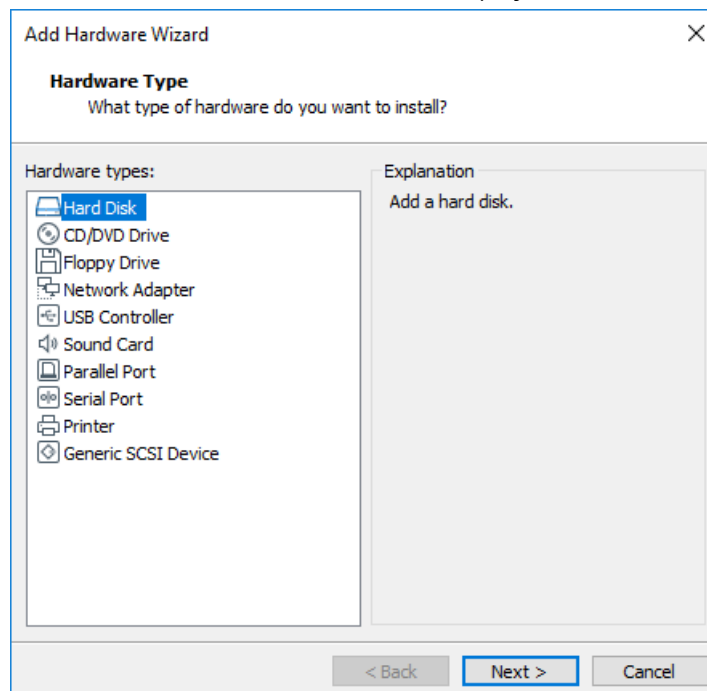 Add Hardware Wizard
Hardware Type
What type of hardware do you want to install?
Hardware types:
Hard Disk
CD/DVD Drive
Floppy Drive
Network Adapter
USB Controller
Sound Card
Parallel Port
Serial Port
Printer
Generic SCSI Device
Explanation
Add a hard disk.
< Back
Next >
Cancel